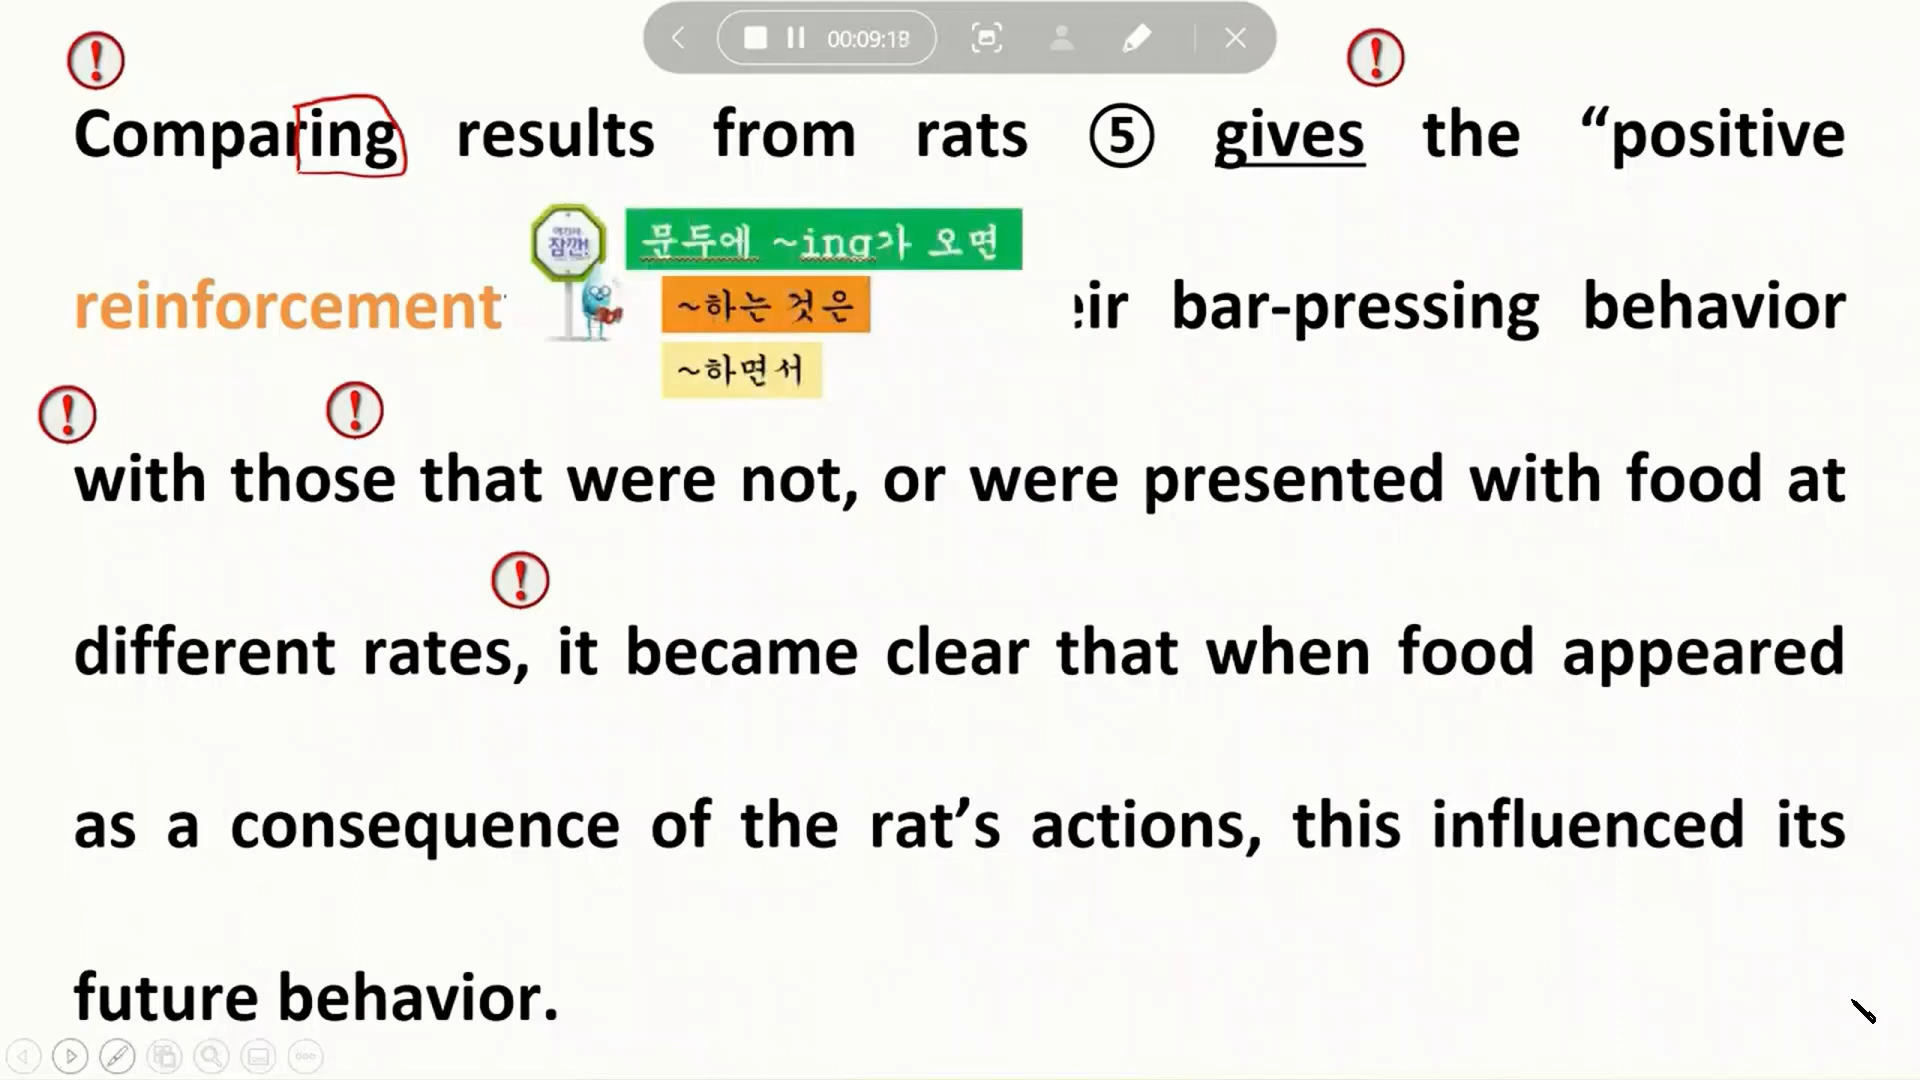 00:09:18
Comparing results from rats ⑤ gives the “positive
문두에 ~ing가 오면
잠깐!
~하는 것은
reinforcement bar-pressing behavior
~하면서
with those that were not, or were presented with food at
different rates, it became clear that when food appeared
as a consequence of the rat’s actions, this influenced its
future behavior.